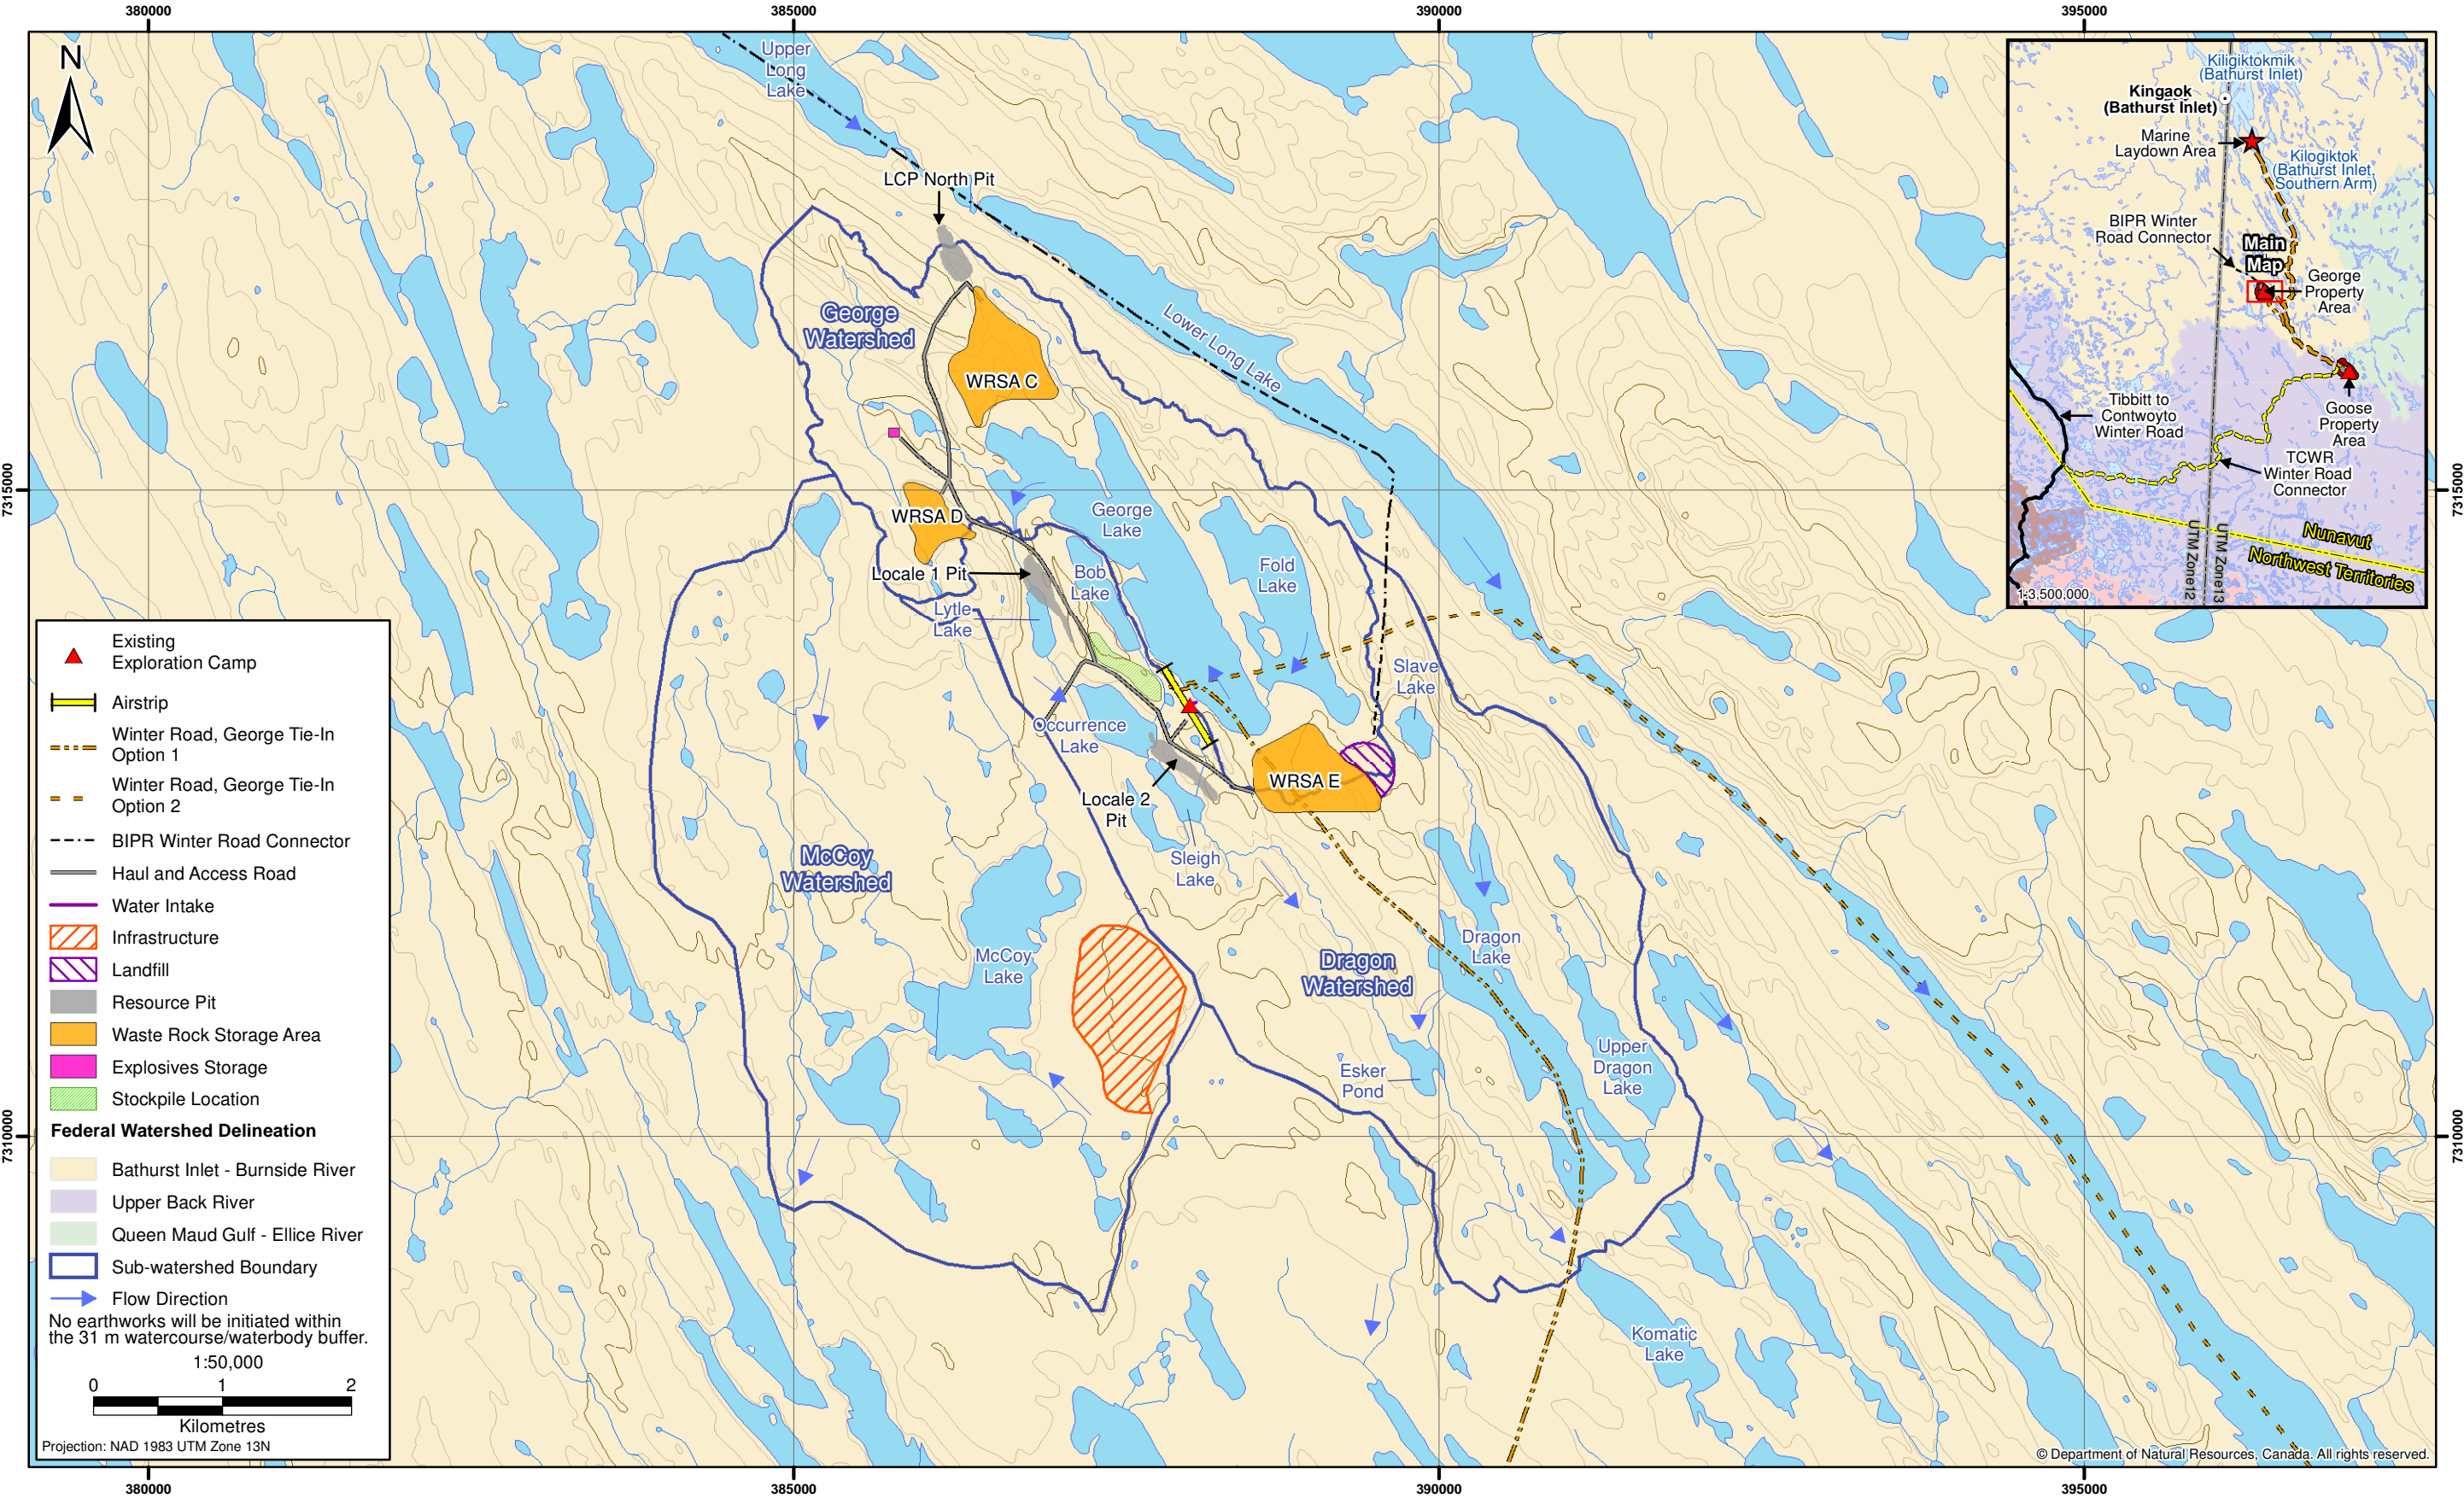 380000
385000
390000
395000
N
Upper
Long
Lake
LCP North Pit
George
Watershed
WRSA C
Lower Long Lake
WRSA D
George
Lake
Locale 1 Pit
Bob
Lake
Fold
Lake
Lytle
Lake
Slave
Lake
Occurrence
Lake
WRSA E
Locale 2
Pit
McCoy
Watershed
Sleigh
Lake
McCoy
Lake
Dragon
Watershed
Dragon
Lake
Upper
Dragon
Lake
Esker
Pond
Komatic
Lake
7315000
7310000
7315000
7310000
Kiligiktokmik
(Bathurst Inlet)
Kingaok
(Bathurst Inlet)
Marine
Laydown Area
Kilogiktok
(Bathurst Inlet,
Southern Arm)
BIPR Winter
Road Connector
Main
Map
George
Property
Area
Tibbitt to
Contwoyto
Winter Road
Goose
Property
Area
TCWR
Winter Road
Connector
UTM Zone12
UTM Zone13
Nunavut
Northwest Territories
1:3,500,000
Existing
Exploration Camp
Airstrip
Winter Road, George Tie-In
Option 1
Winter Road, George Tie-In
Option 2
BIPR Winter Road Connector
Haul and Access Road
Water Intake
Infrastructure
Landfill
Resource Pit
Waste Rock Storage Area
Explosives Storage
Stockpile Location
Federal Watershed Delineation
Bathurst Inlet - Burnside River
Upper Back River
Queen Maud Gulf - Ellice River
Sub-watershed Boundary
Flow Direction
No earthworks will be initiated within
the 31 m watercourse/waterbody buffer.
1:50,000
0 1 2
Kilometres
Projection: NAD 1983 UTM Zone 13N
© Department of Natural Resources, Canada. All rights reserved.
380000
385000
390000
395000